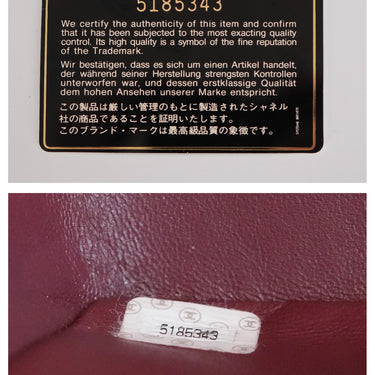 5185343
We certify the authenticity of this item and confirm
that it has been subjected to the most exacting quality
control. Its high quality is a symbol of the fine reputation
of the Trademark.
Wir bestätigen, dass es sich um einen Artikel handelt,
der während seiner Herstellung strengsten Kontrollen
unterworfen war, und dessen erstklassige Qualität
dem hohen Ansehen unserer Marke entspricht.
この製品は厳しい管理のもとに製造されたシャネル
社の商品であることを証明いたします。
このブランド・マークは最高級品質の象徴です。
5185343